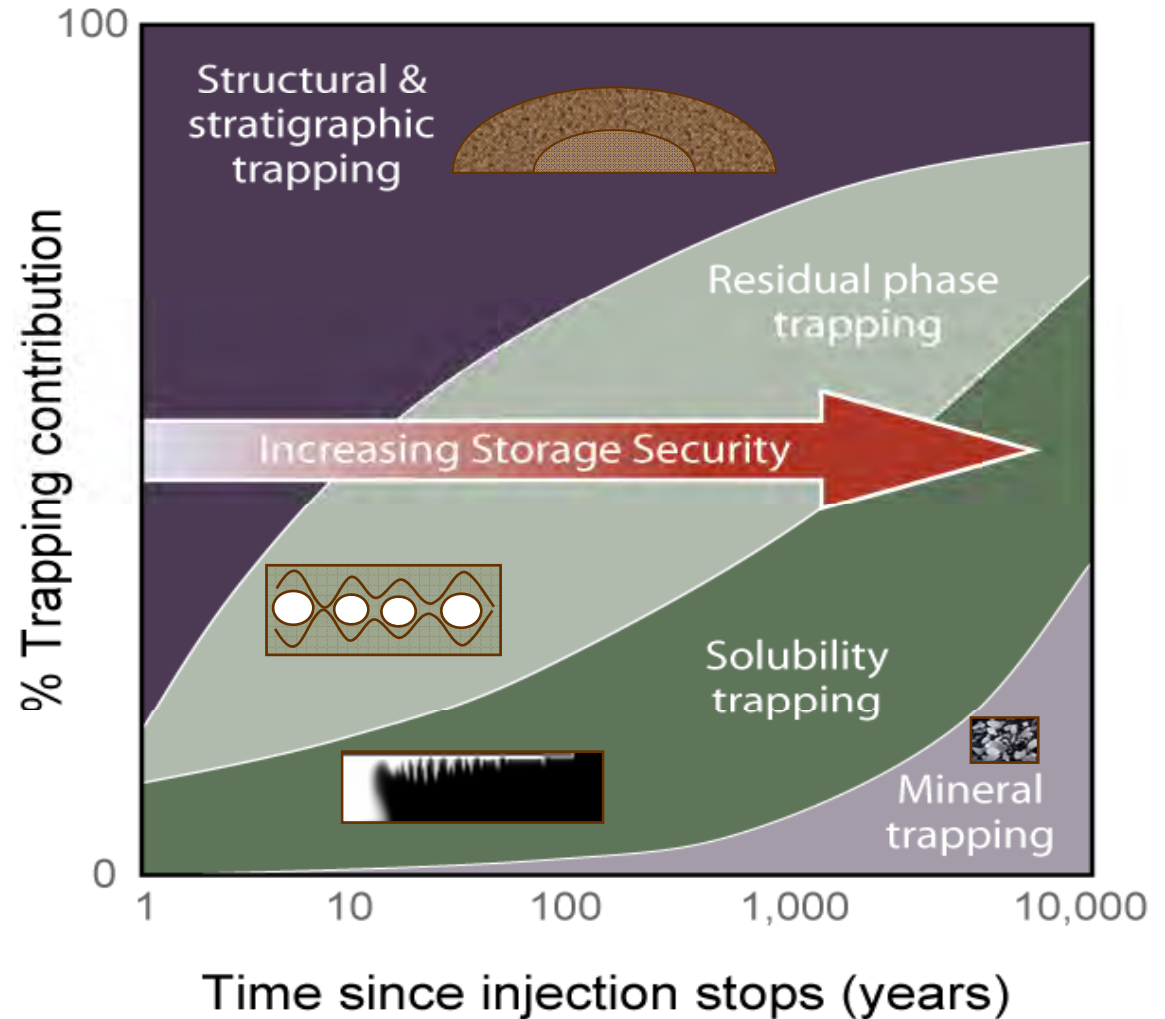 100
Structural &
stratigraphic
trapping
Residual phase
trapping
% Trapping contribution
Increasing Storage Security
Solubility
trapping
Mineral
trapping
0
1 10 100 1,000 10,000
Time since injection stops (years)